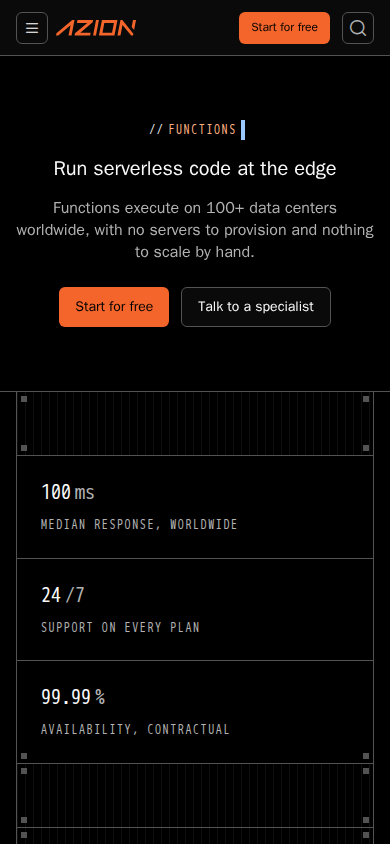 AZION
Start for free
// FUNCTIONS
Run serverless code at the edge
Functions execute on 100+ data centers
worldwide, with no servers to provision and nothing
to scale by hand.
Start for free
Talk to a specialist
100 ms
MEDIAN RESPONSE, WORLDWIDE
24 /7
SUPPORT ON EVERY PLAN
99.99 %
AVAILABILITY, CONTRACTUAL